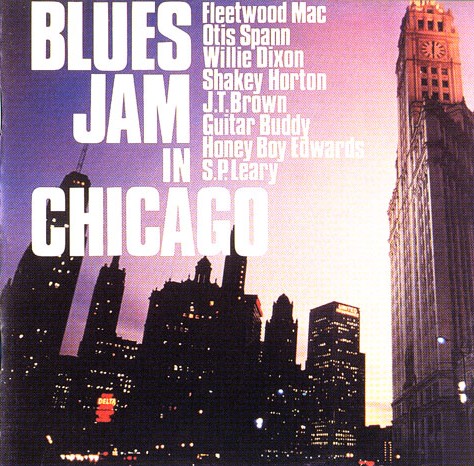 BLUES
JAM
IN
CHICAGO
Fleetwood Mac
Otis Spann
Willie Dixon
Shakey Horton
J.T. Brown
Guitar Buddy
Honey Boy Edwards
S.P. Leary
DELTA